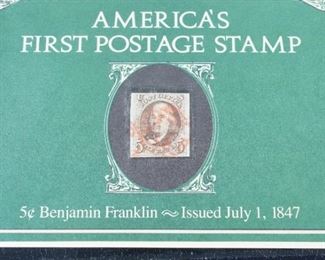 AMERICA'S
FIRST POSTAGE STAMP
5¢ Benjamin Franklin ~ Issued July 1, 1847